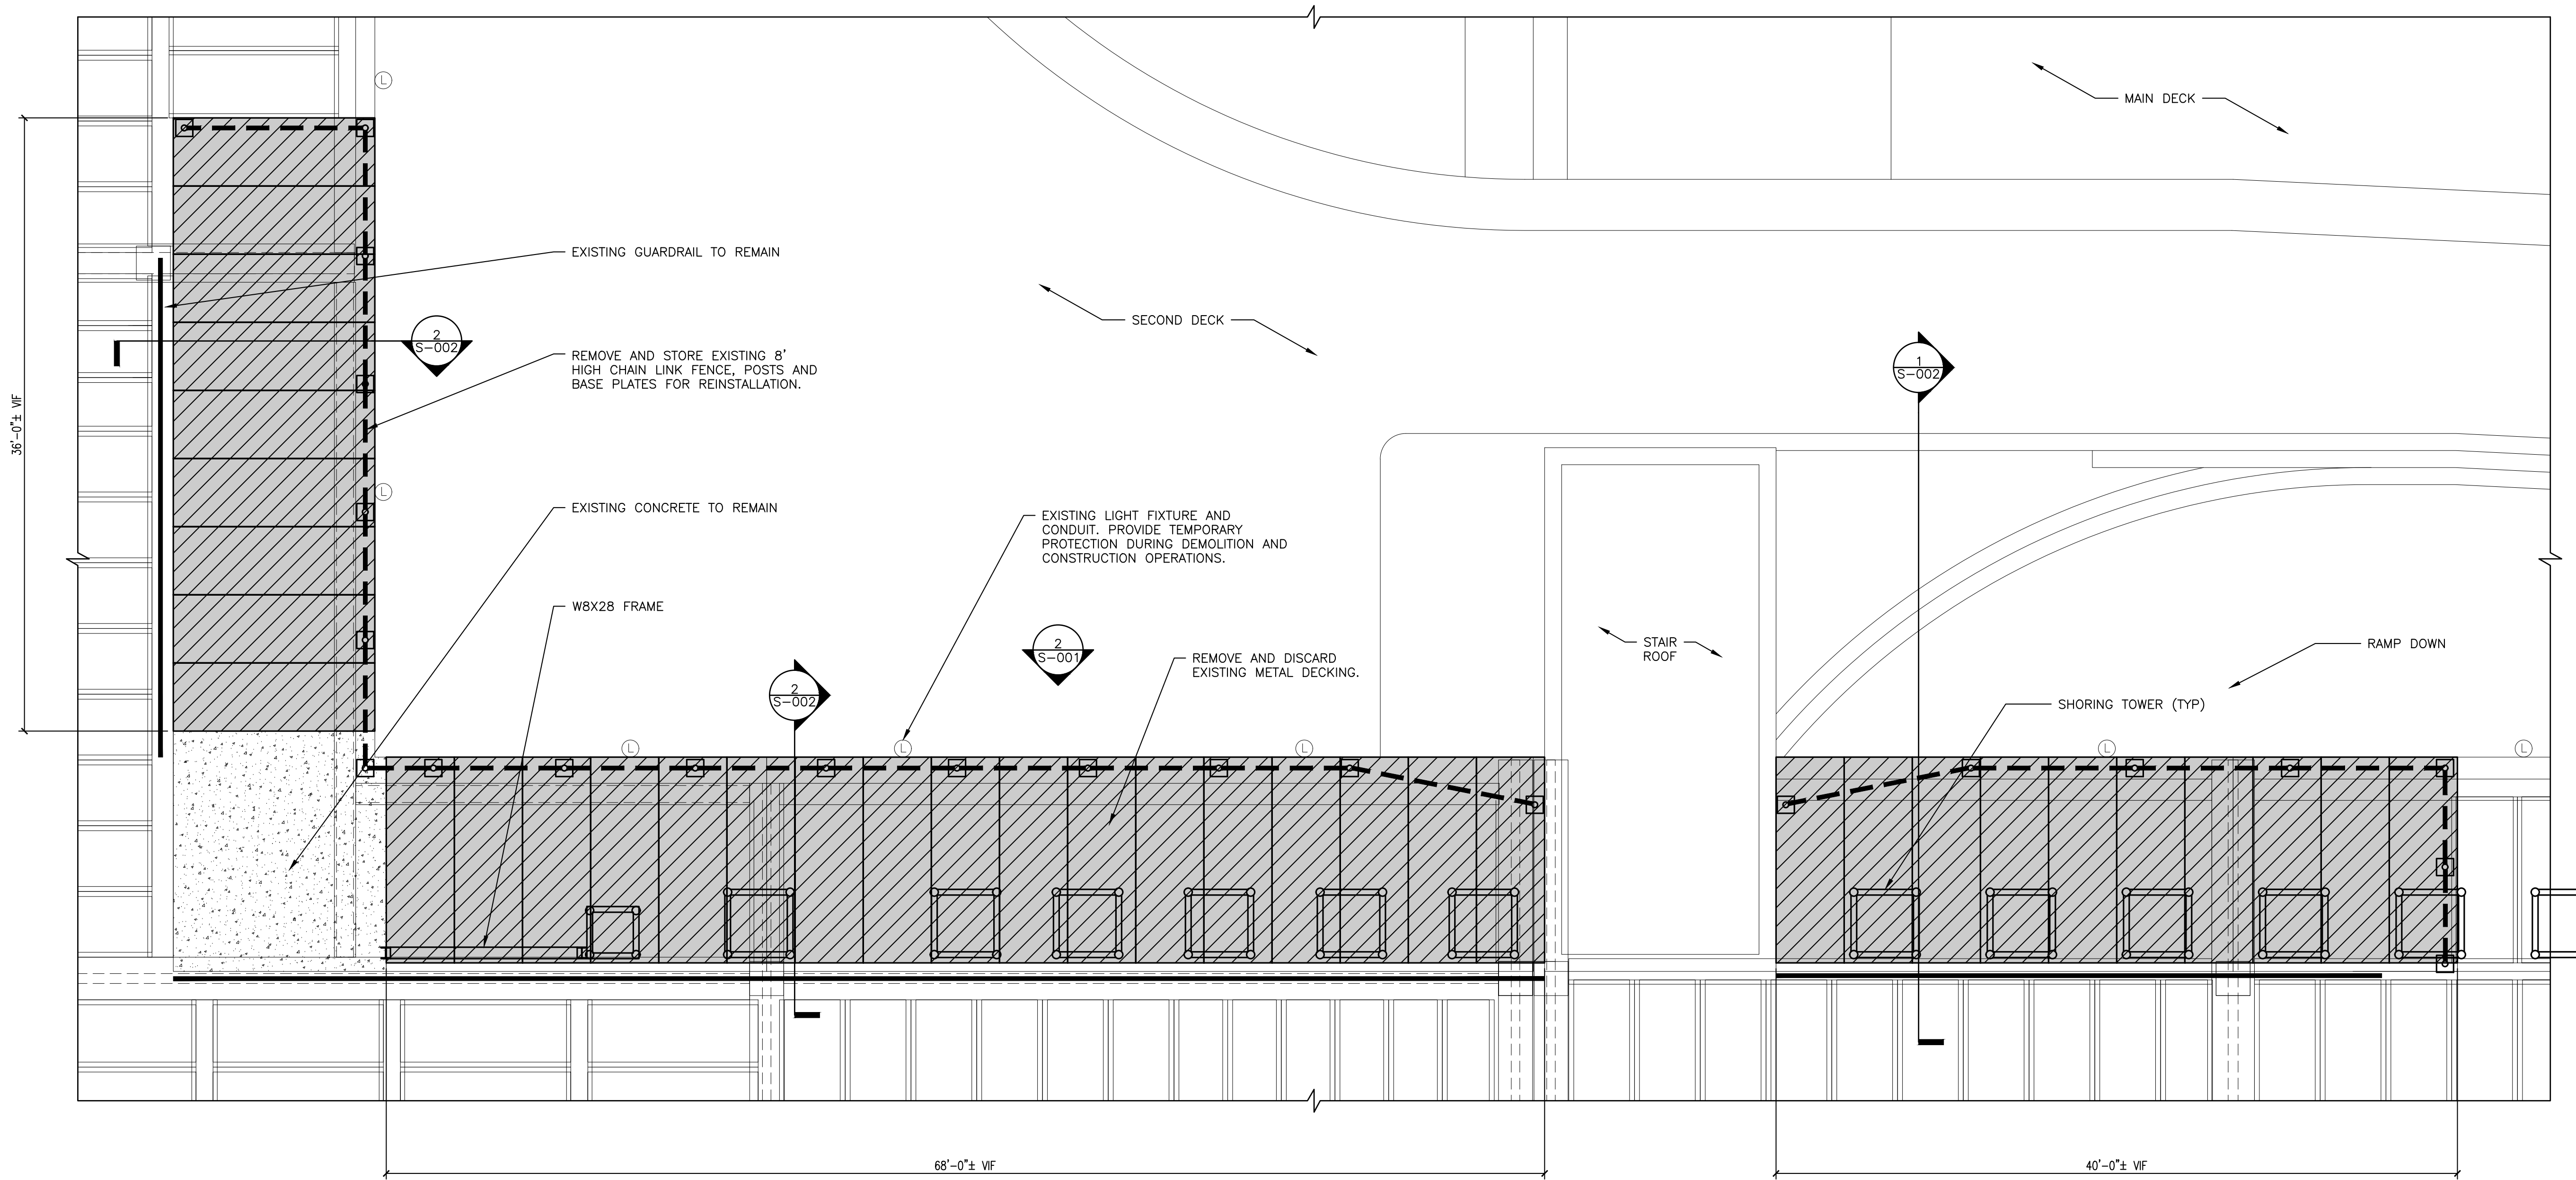 L
MAIN DECK
EXISTING GUARDRAIL TO REMAIN
SECOND DECK
2
S-002
REMOVE AND STORE EXISTING 8'
HIGH CHAIN LINK FENCE, POSTS AND
BASE PLATES FOR REINSTALLATION.
1
S-002
36'-0"± VIF
L
EXISTING CONCRETE TO REMAIN
EXISTING LIGHT FIXTURE AND
CONDUIT. PROVIDE TEMPORARY
PROTECTION DURING DEMOLITION AND
CONSTRUCTION OPERATIONS.
W8X28 FRAME
2
S-001
REMOVE AND DISCARD
EXISTING METAL DECKING.
STAIR
ROOF
RAMP DOWN
2
S-002
SHORING TOWER (TYP)
L
L
L
L
L
68'-0"± VIF
40'-0"± VIF